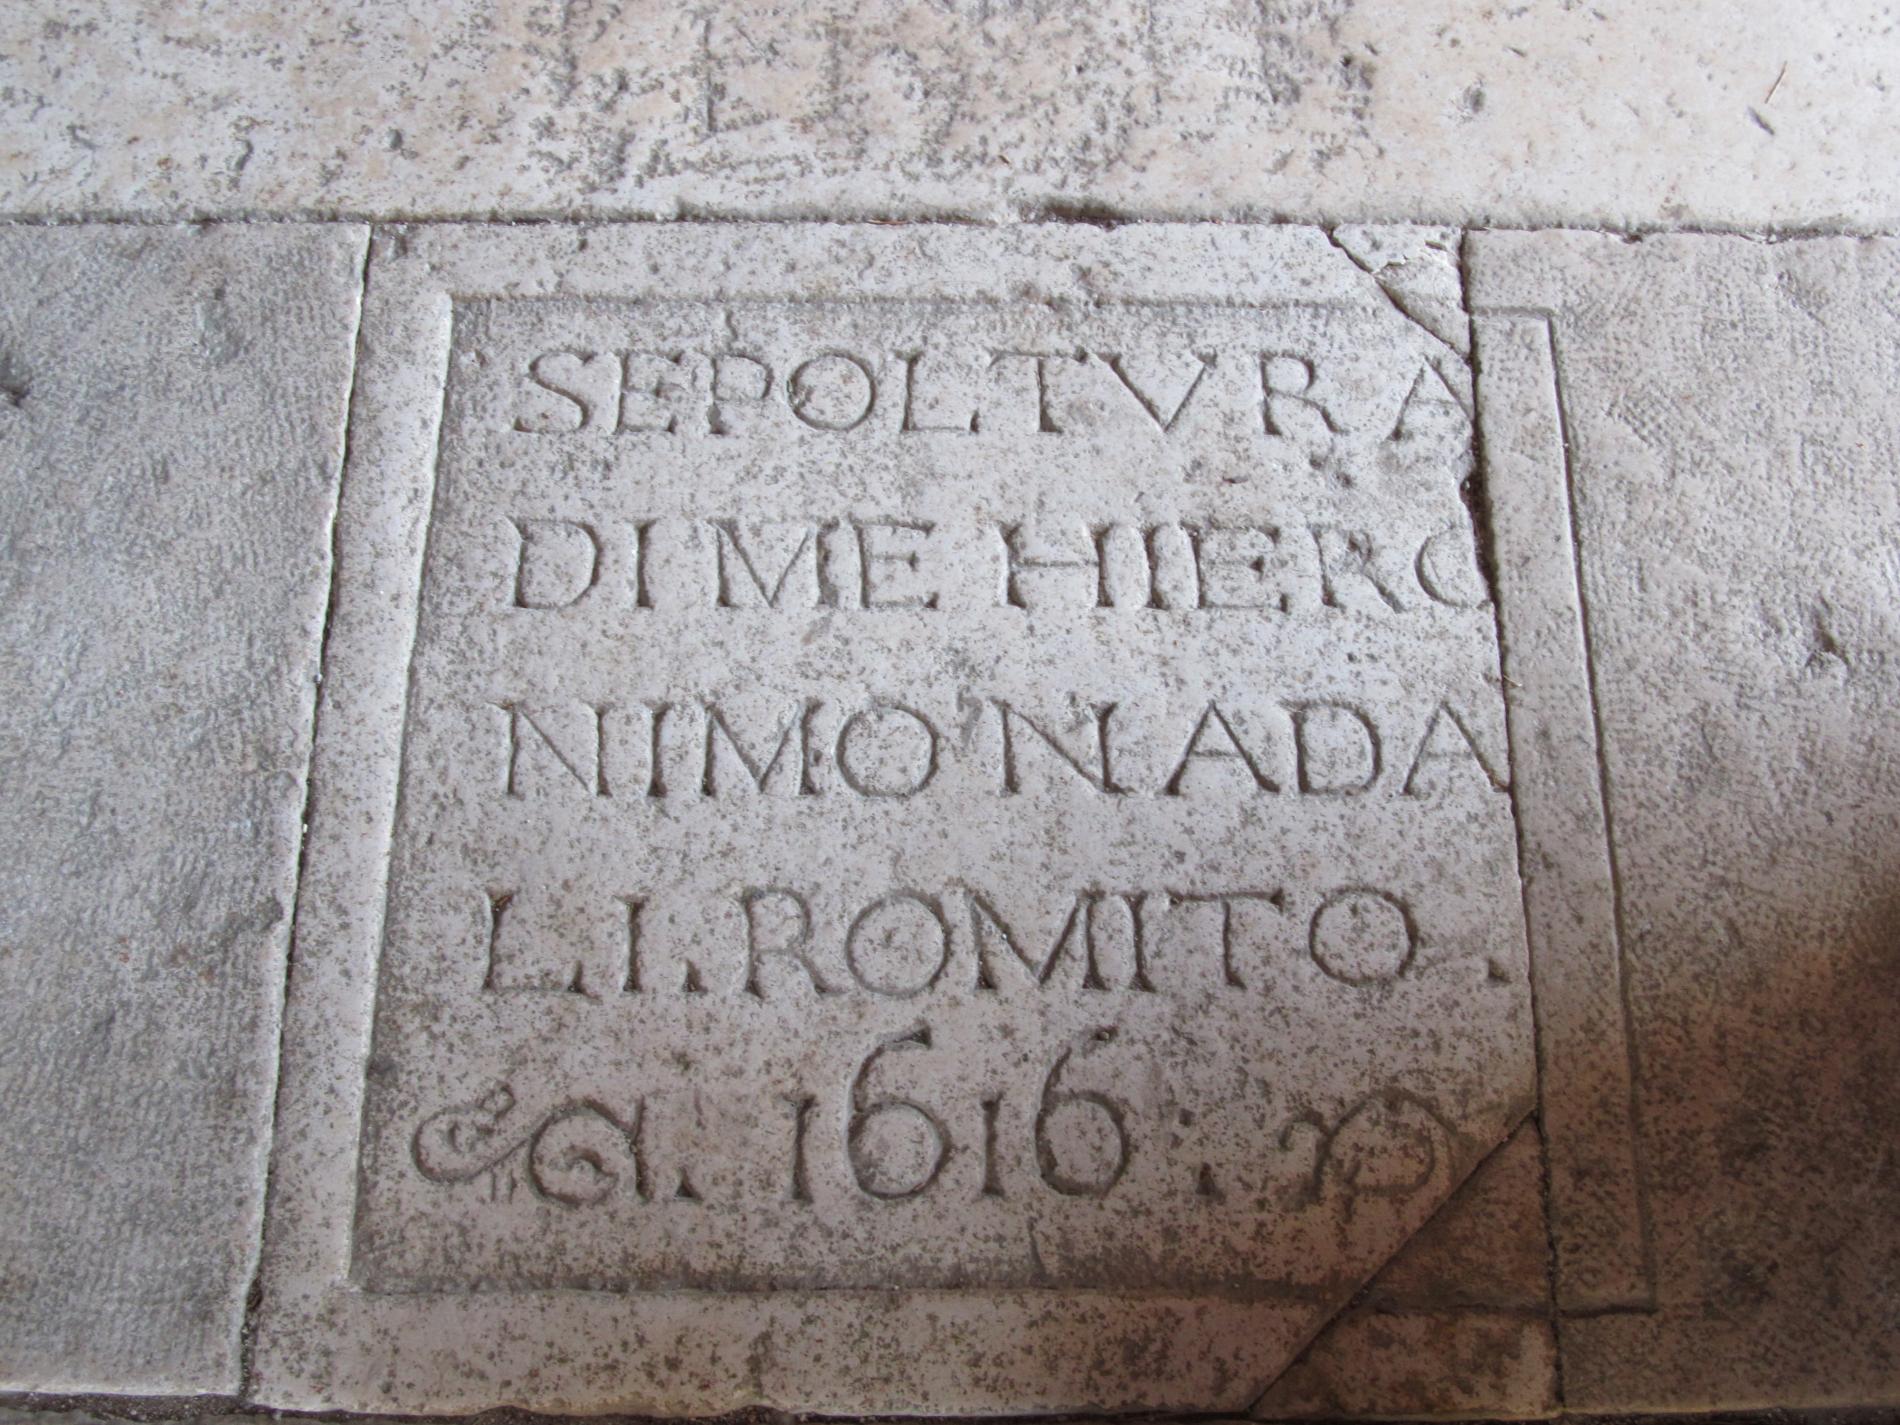 SEPOLTVRA
DI ME HIERO
NIMO NADA
LI. ROMITO.
. 1616 .